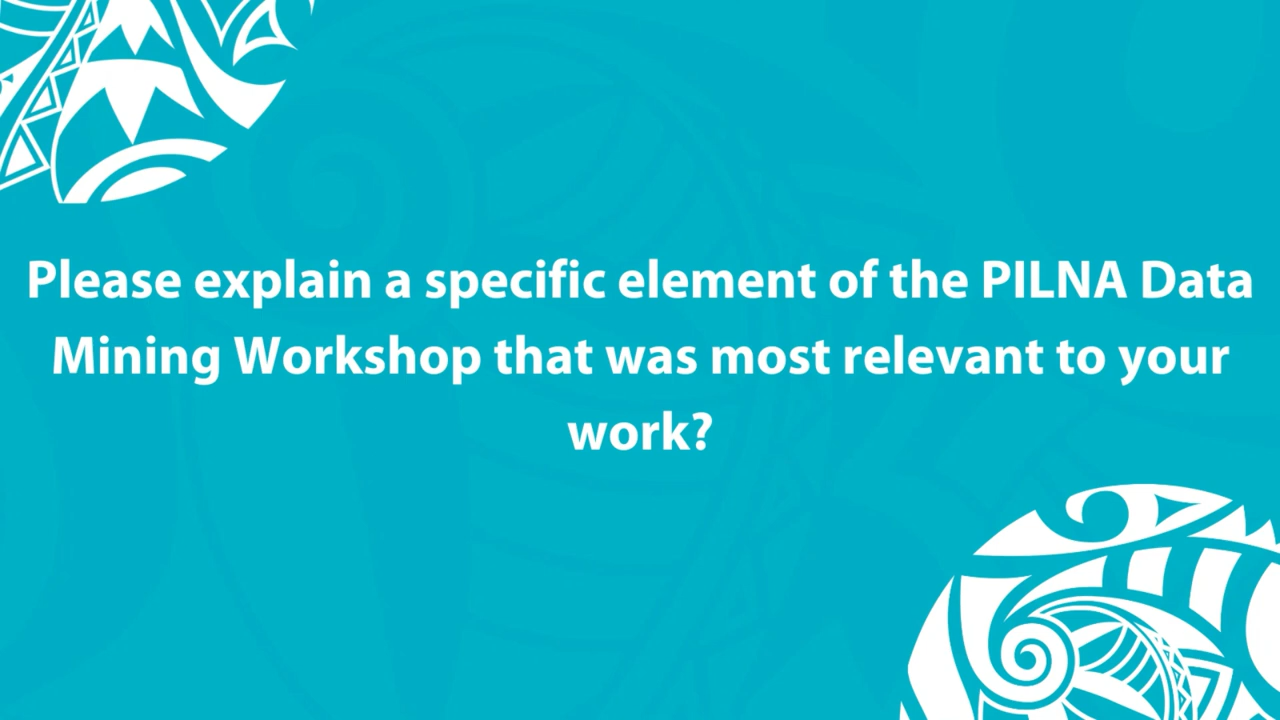 Please explain a specific element of the PILNA Data
Mining Workshop that was most relevant to your
work?